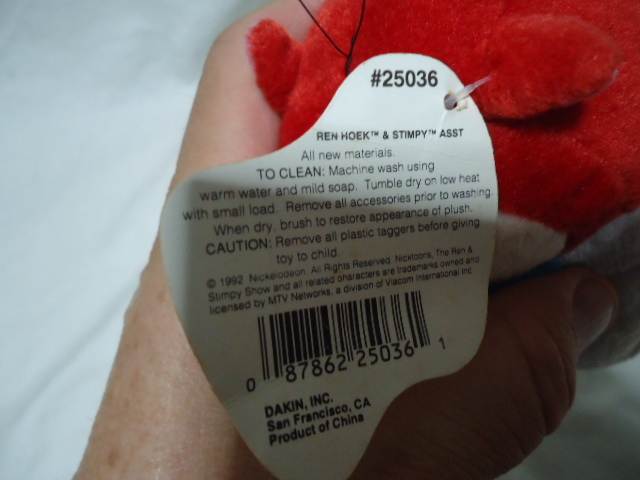 #25036
REN HOEK™ & STIMPY™ ASST
All new materials.
TO CLEAN: Machine wash using
warm water and mild soap. Tumble dry on low heat
with small load. Remove all accessories prior to washing
When dry, brush to restore appearance of plush.
CAUTION: Remove all plastic taggers before giving
toy to child.
© 1992 Nickelodeon. All Rights Reserved. Nicktoons, The Ren &
Stimpy Show and all related characters are trademarks owned and
licensed by MTV Networks, a division of Viacom International Inc
0 87862 25036 1
DAKIN, INC.
San Francisco, CA
Product of China